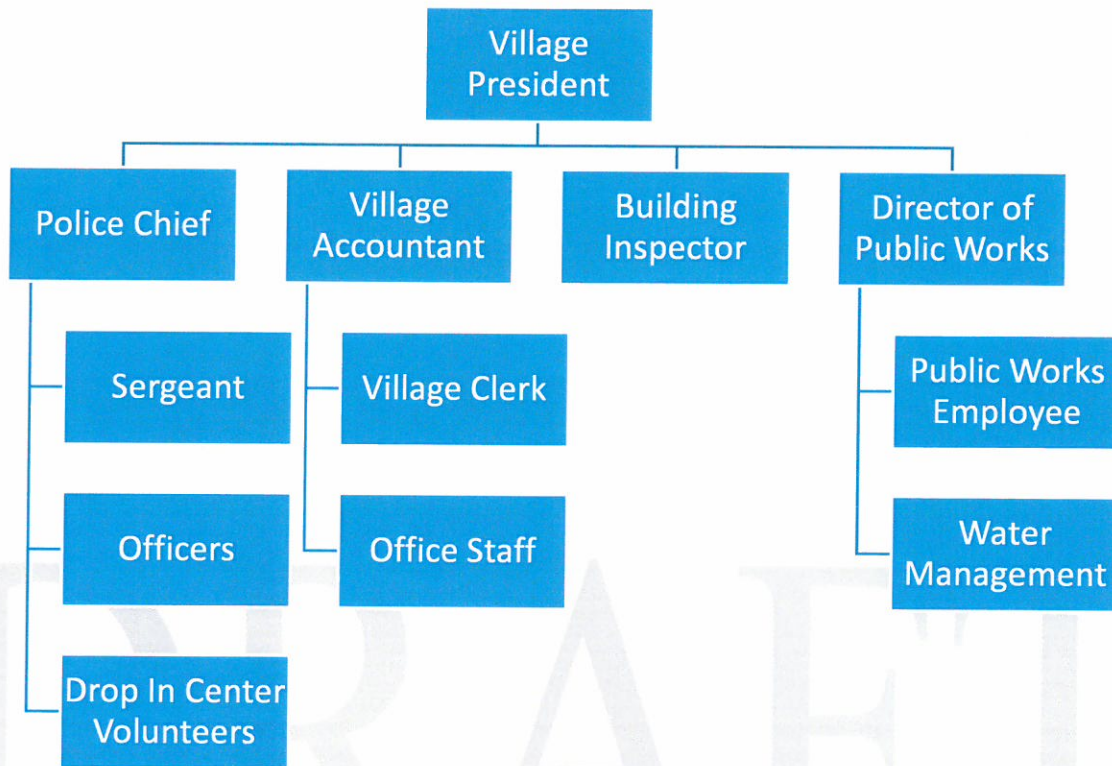 Village
President
Police Chief
Village
Accountant
Building
Inspector
Director of
Public Works
Sergeant
Village Clerk
Public Works
Employee
Officers
Office Staff
Water
Management
Drop In Center
Volunteers
DRAFT